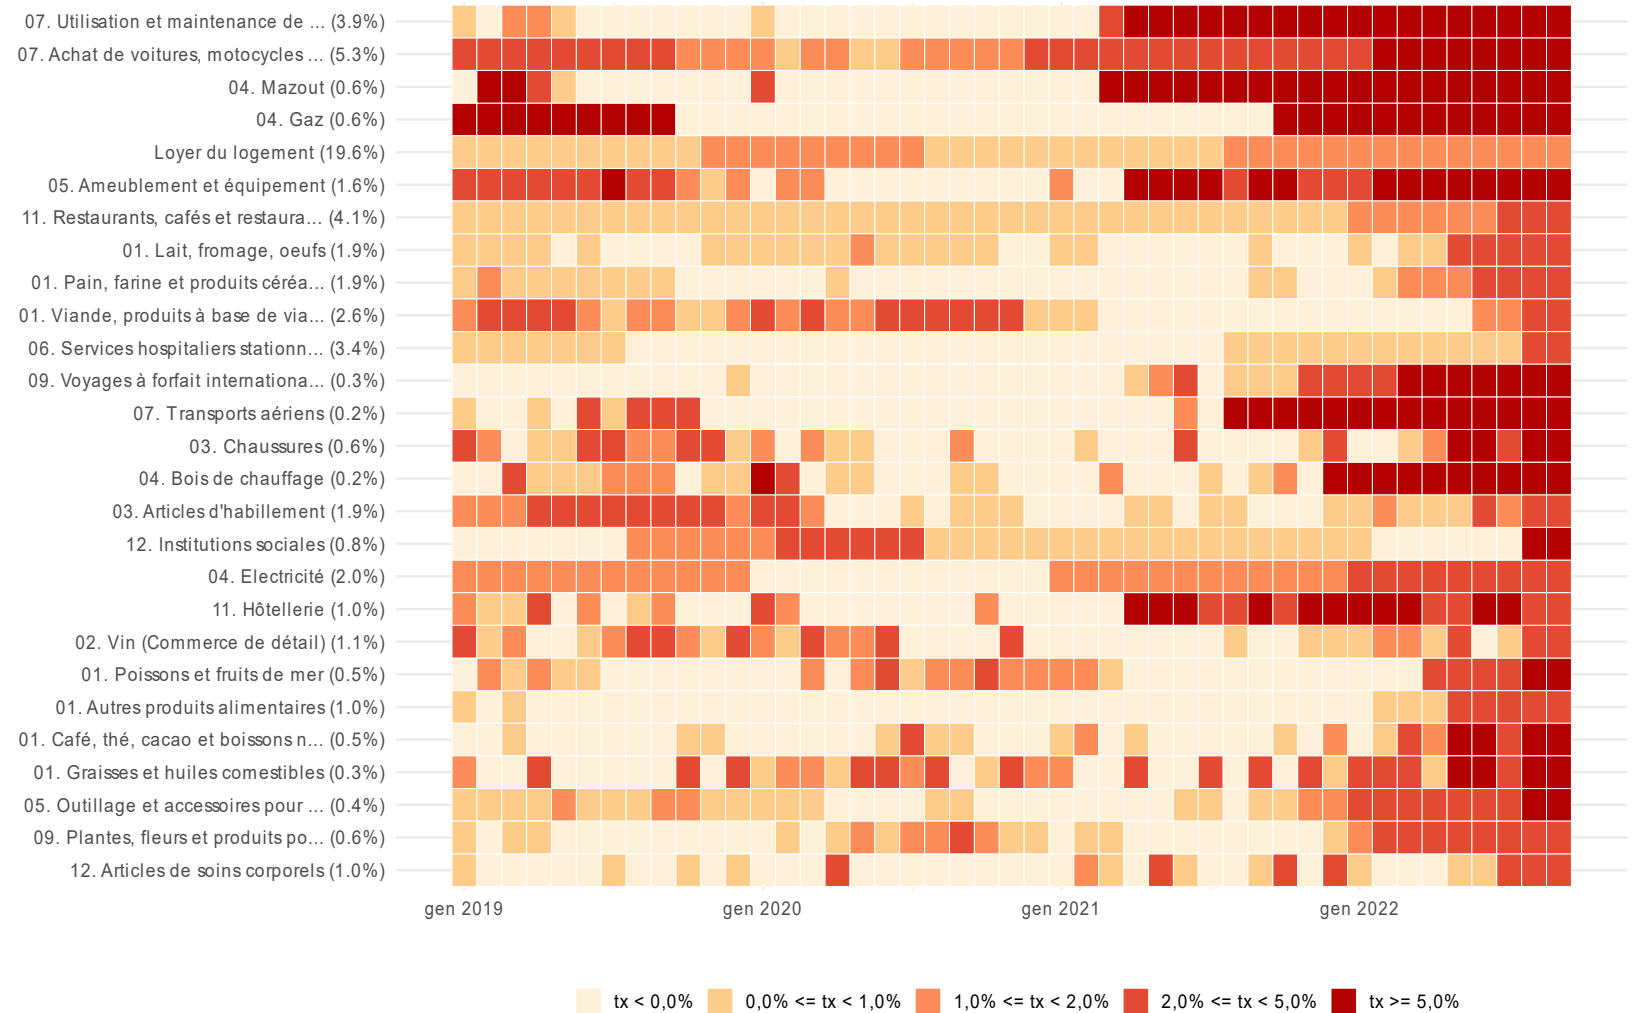 07. Utilisation et maintenance de ... (3.9%)
07. Achat de voitures, motocycles ... (5.3%)
04. Mazout (0.6%)
04. Gaz (0.6%)
Loyer du logement (19.6%)
05. Ameublement et équipement (1.6%)
11. Restaurants, cafés et restaura... (4.1%)
01. Lait, fromage, oeufs (1.9%)
01. Pain, farine et produits céréa... (1.9%)
01. Viande, produits à base de via... (2.6%)
06. Services hospitaliers stationn... (3.4%)
09. Voyages à forfait internationa... (0.3%)
07. Transports aériens (0.2%)
03. Chaussures (0.6%)
04. Bois de chauffage (0.2%)
03. Articles d'habillement (1.9%)
12. Institutions sociales (0.8%)
04. Electricité (2.0%)
11. Hôtellerie (1.0%)
02. Vin (Commerce de détail) (1.1%)
01. Poissons et fruits de mer (0.5%)
01. Autres produits alimentaires (1.0%)
01. Café, thé, cacao et boissons n... (0.5%)
01. Graisses et huiles comestibles (0.3%)
05. Outillage et accessoires pour ... (0.4%)
09. Plantes, fleurs et produits po... (0.6%)
12. Articles de soins corporels (1.0%)
gen 2019 gen 2020 gen 2021 gen 2022
tx < 0,0% 0,0% <= tx < 1,0% 1,0% <= tx < 2,0% 2,0% <= tx < 5,0% tx >= 5,0%